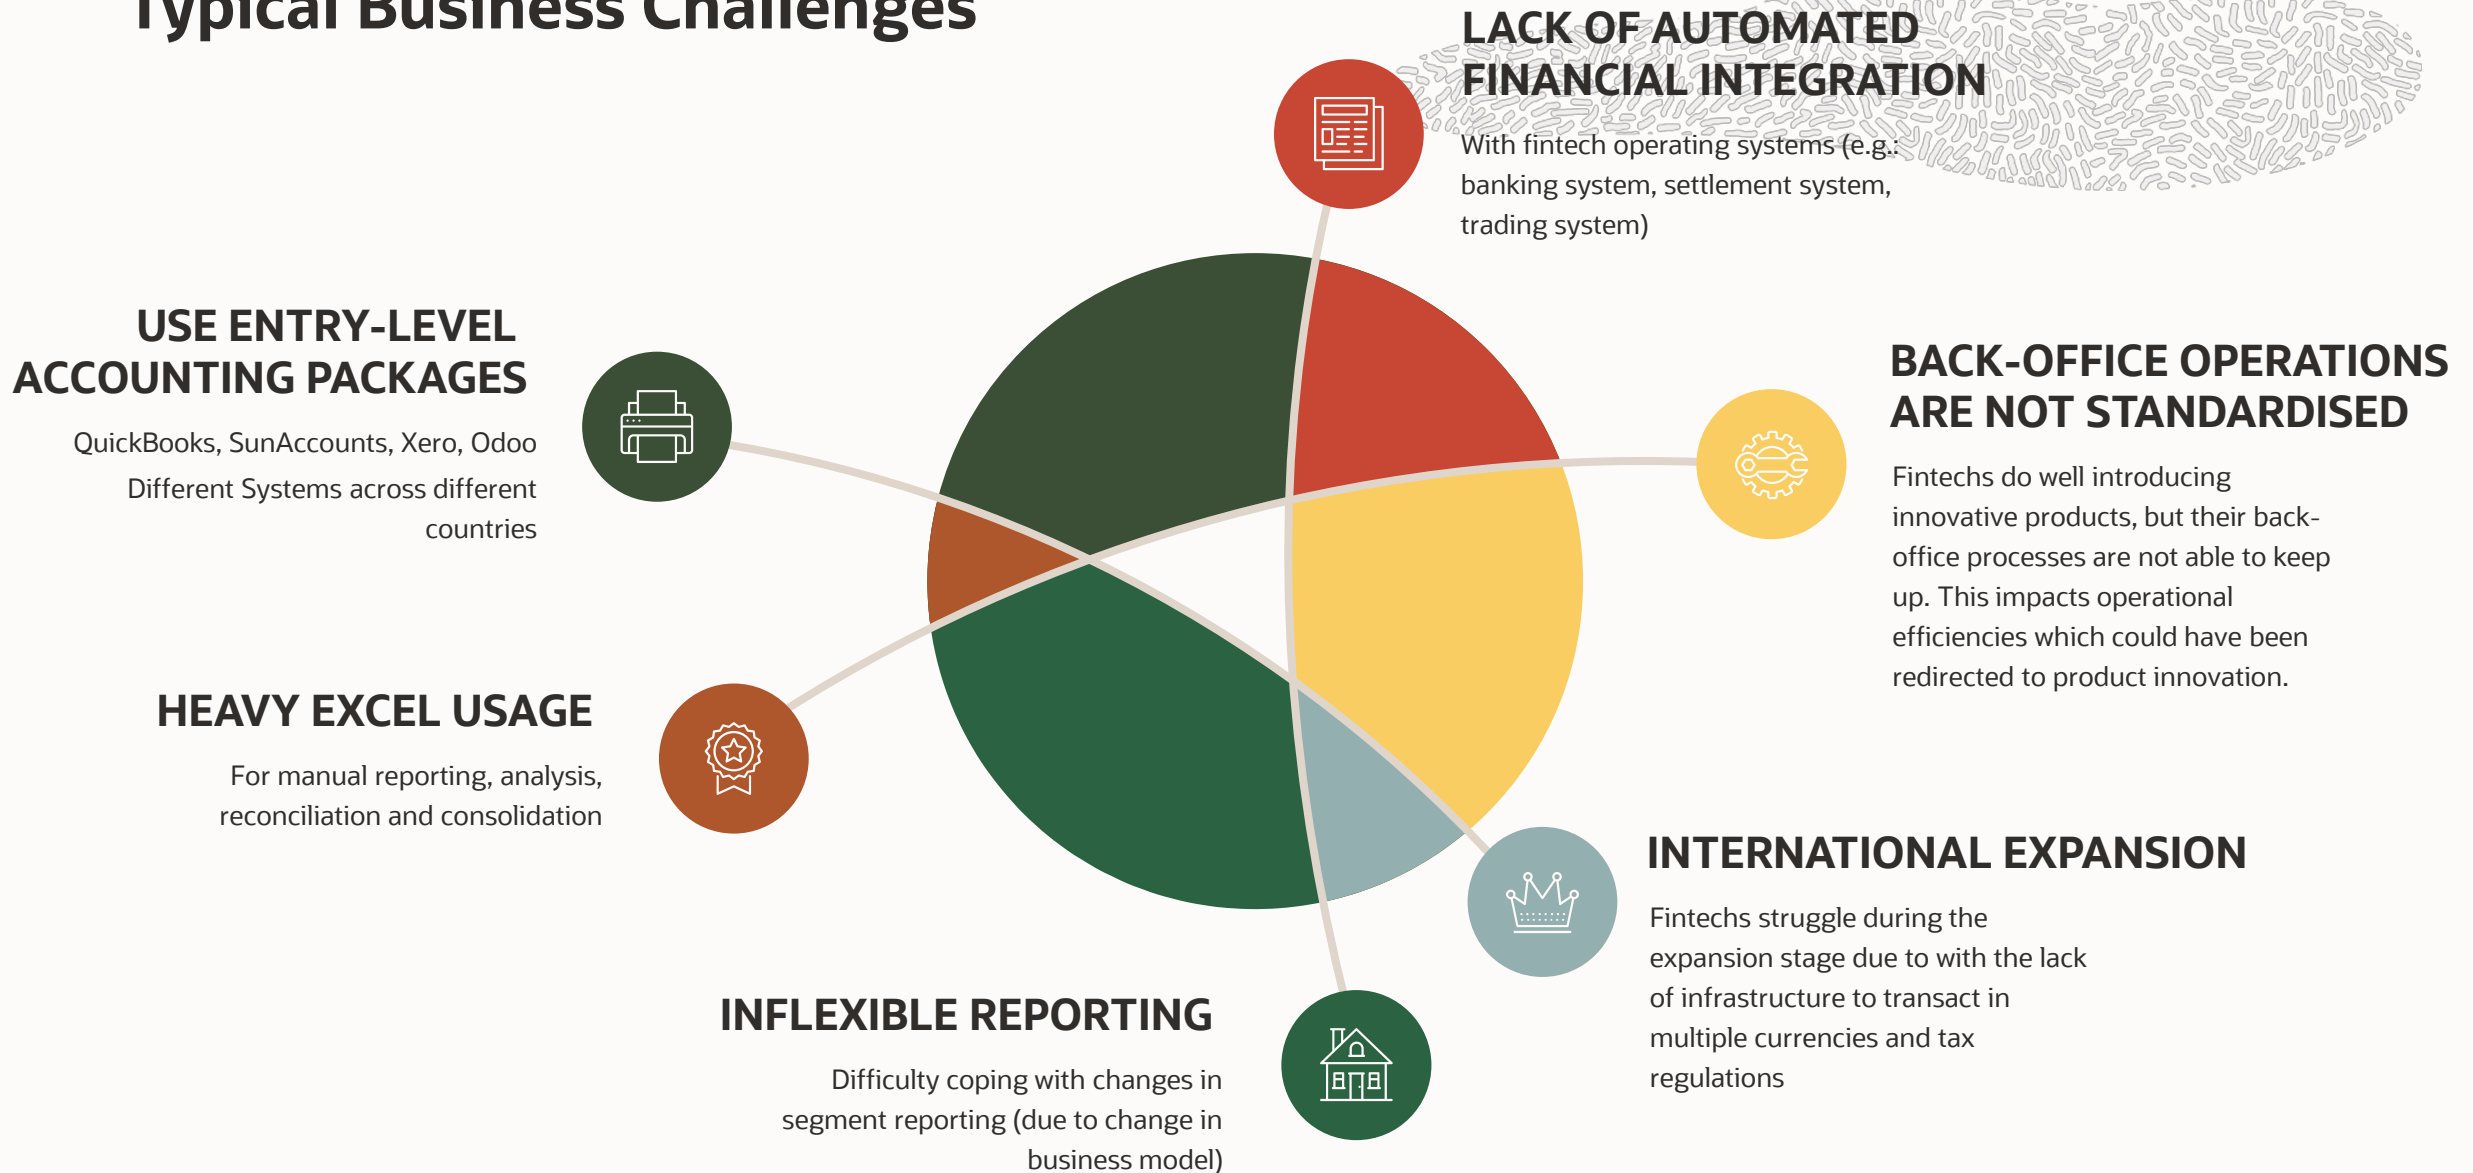 Typical Business Challenges
LACK OF AUTOMATED
FINANCIAL INTEGRATION
With fintech operating systems (e.g.:
banking system, settlement system,
trading system)
USE ENTRY-LEVEL
ACCOUNTING PACKAGES
QuickBooks, SunAccounts, Xero, Odoo
Different Systems across different
countries
BACK-OFFICE OPERATIONS
ARE NOT STANDARDISED
Fintechs do well introducing
innovative products, but their back-
office processes are not able to keep
up. This impacts operational
efficiencies which could have been
redirected to product innovation.
HEAVY EXCEL USAGE
For manual reporting, analysis,
reconciliation and consolidation
INTERNATIONAL EXPANSION
Fintechs struggle during the
expansion stage due to with the lack
of infrastructure to transact in
multiple currencies and tax
regulations
INFLEXIBLE REPORTING
Difficulty coping with changes in
segment reporting (due to change in
business model)